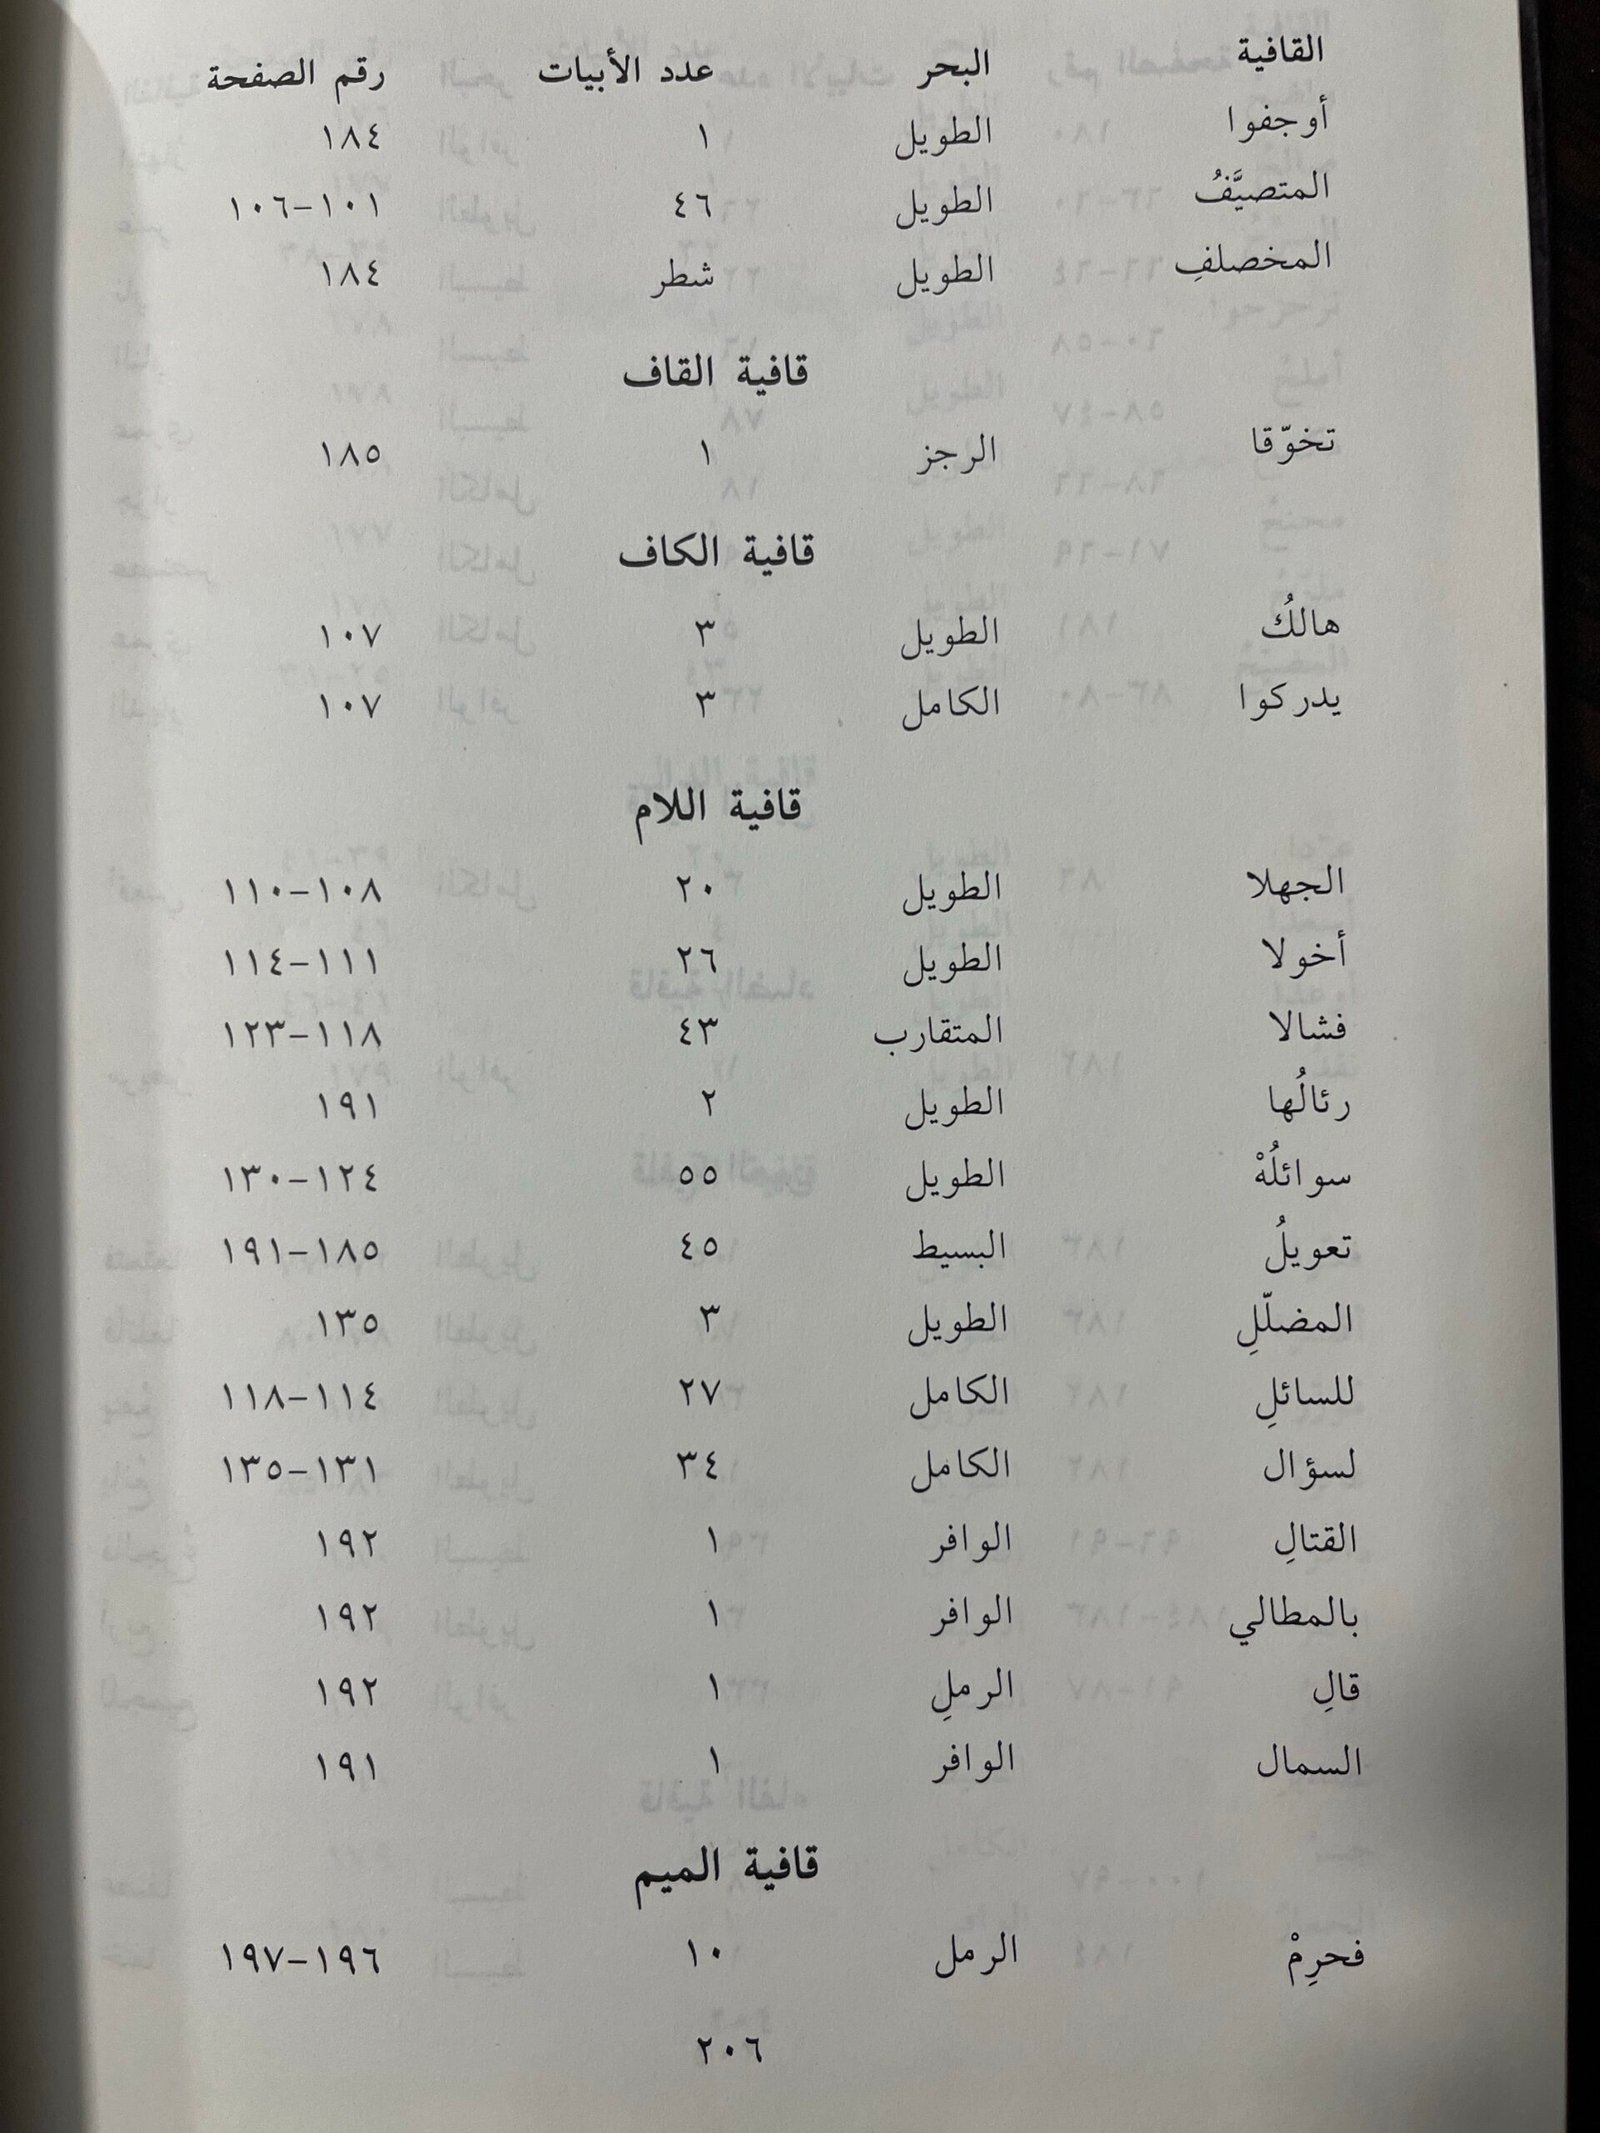 القافية البحر عدد الأبيات رقم الصفحة
أوجفوا الطويل ١ ١٨٤
المتصيَّفُ الطويل ٤٦ ١٠١-١٠٦
المخصلفِ الطويل شطر ١٨٤
قافية القاف
تخوّقا الرجز ١ ١٨٥
قافية الكاف
هالكُ الطويل ٣ ١٠٧
يدركوا الكامل ٣ ١٠٧
قافية اللام
الجهلا الطويل ٢٠ ١٠٨-١١٠
أخولا الطويل ٢٦ ١١١-١١٤
فشالا المتقارب ٤٣ ١١٨-١٢٣
رئالُها الطويل ٢ ١٩١
سوائلُهْ الطويل ٥٥ ١٢٤-١٣٠
تعويلُ البسيط ٤٥ ١٨٥-١٩١
المضلّلِ الطويل ٣ ١٣٥
للسائلِ الكامل ٢٧ ١١٤-١١٨
لسؤال الكامل ٣٤ ١٣١-١٣٥
القتالِ الوافر ١ ١٩٢
بالمطالي الوافر ١ ١٩٢
قالِ الرملِ ١ ١٩٢
السمال الوافر ١ ١٩١
قافية الميم
فحرِمْ الرمل ١٠ ١٩٦-١٩٧
٢٠٦